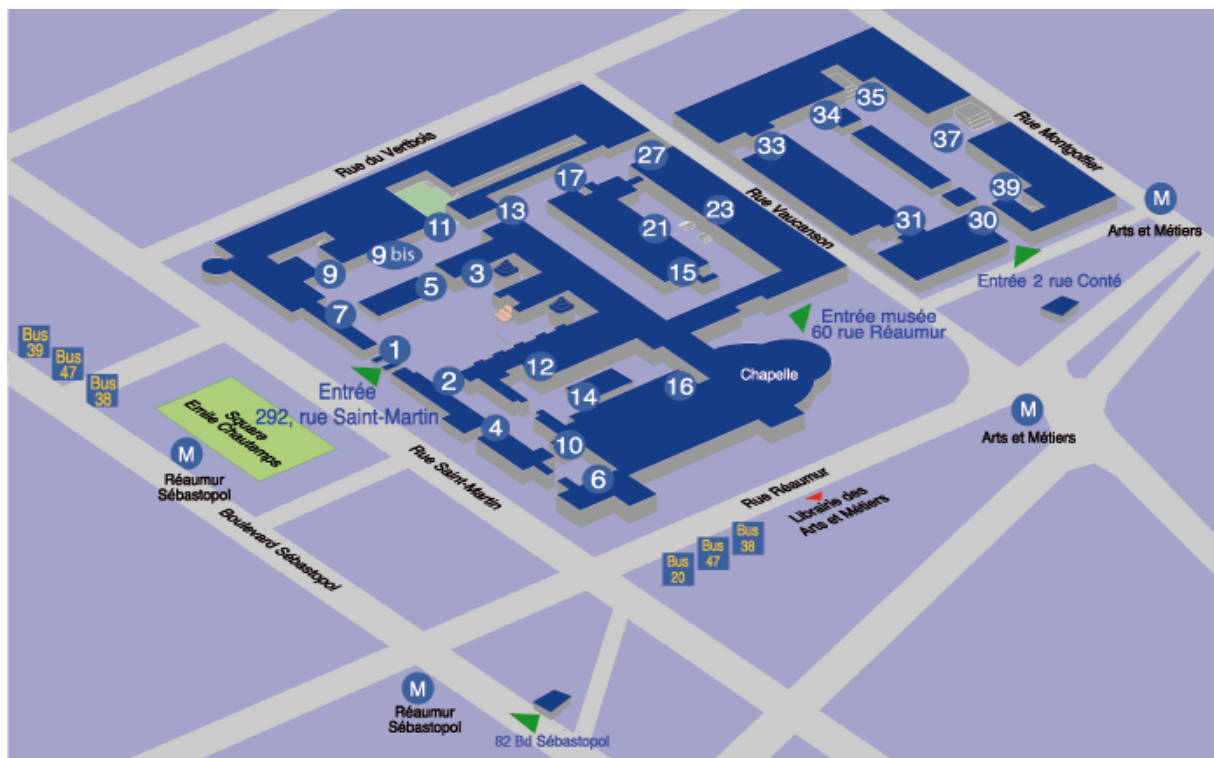 35
34
37
Rue Montgolfier
33
27
Rue du Vertbois
17
39
M
Arts et Métiers
Rue Vaucanson
13
23
11
21
31
30
9 bis
9
3
5
15
Entrée 2 rue Conté
7
Entrée musée
60 rue Réaumur
Bus
39
Bus
47
Bus
38
1
12
2
14
16
Chapelle
Entrée
292, rue Saint-Martin
Square
Emile Chautemps
4
10
6
M
Arts et Métiers
M
Réaumur
Sébastopol
Rue Saint-Martin
Rue Réaumur
Librairie des
Arts et Métiers
Boulevard Sébastopol
Bus
20
Bus
47
Bus
38
M
Réaumur
Sébastopol
82 Bd Sébastopol